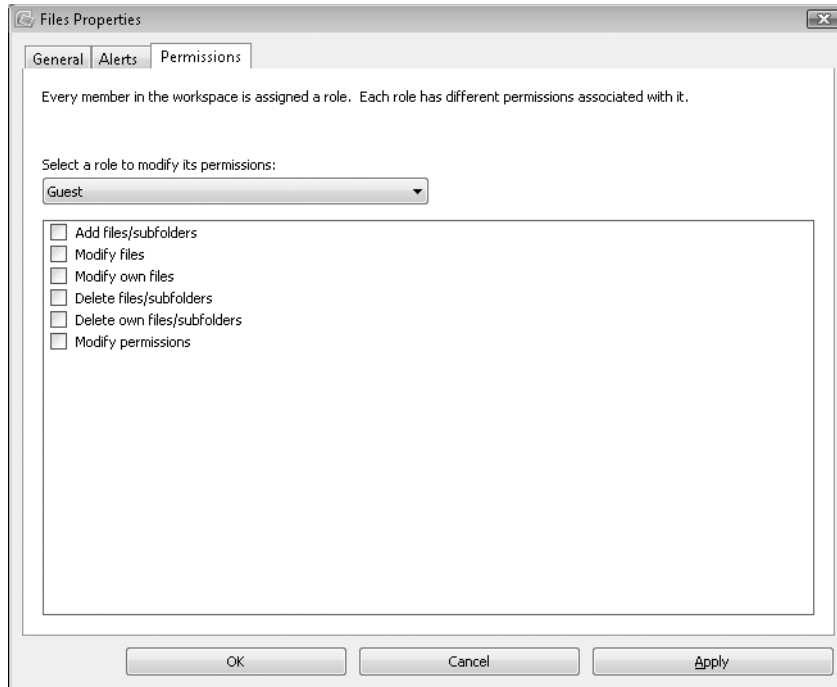 Files Properties
General Alerts Permissions
Every member in the workspace is assigned a role. Each role has different permissions associated with it.
Select a role to modify its permissions:
Guest
Add files/subfolders
Modify files
Modify own files
Delete files/subfolders
Delete own files/subfolders
Modify permissions
OK Cancel Apply